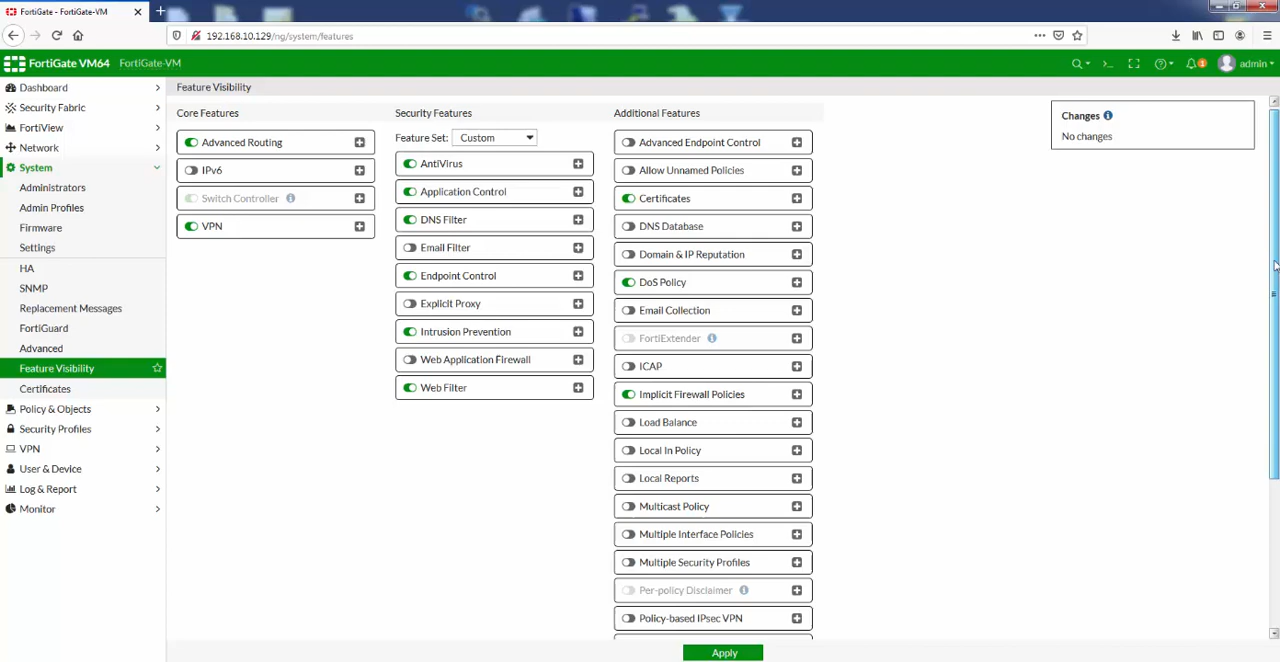 FortiGate - FortiGate-VM
192.168.10.129/ng/system/features
FortiGate VM64 FortiGate-VM
1
admin
Dashboard
Security Fabric
FortiView
Network
System
Administrators
Admin Profiles
Firmware
Settings
HA
SNMP
Replacement Messages
FortiGuard
Advanced
Feature Visibility
Certificates
Policy & Objects
Security Profiles
VPN
User & Device
Log & Report
Monitor
Feature Visibility
Core Features
Advanced Routing
IPv6
Switch Controller
VPN
Security Features
Feature Set: Custom
AntiVirus
Application Control
DNS Filter
Email Filter
Endpoint Control
Explicit Proxy
Intrusion Prevention
Web Application Firewall
Web Filter
Additional Features
Advanced Endpoint Control
Allow Unnamed Policies
Certificates
DNS Database
Domain & IP Reputation
DoS Policy
Email Collection
FortiExtender
ICAP
Implicit Firewall Policies
Load Balance
Local In Policy
Local Reports
Multicast Policy
Multiple Interface Policies
Multiple Security Profiles
Per-policy Disclaimer
Policy-based IPsec VPN
Changes
No changes
Apply